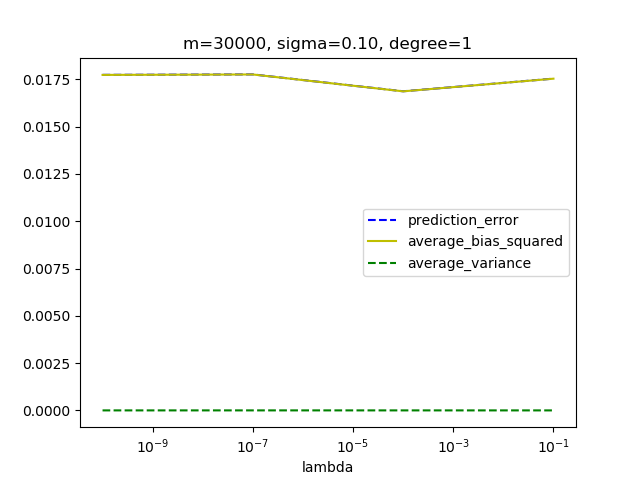 m=30000, sigma=0.10, degree=1
0.0175
0.0150
0.0125
0.0100
0.0075
0.0050
0.0025
0.0000
prediction_error
average_bias_squared
average_variance
10⁻⁹
10⁻⁷
10⁻⁵
10⁻³
10⁻¹
lambda